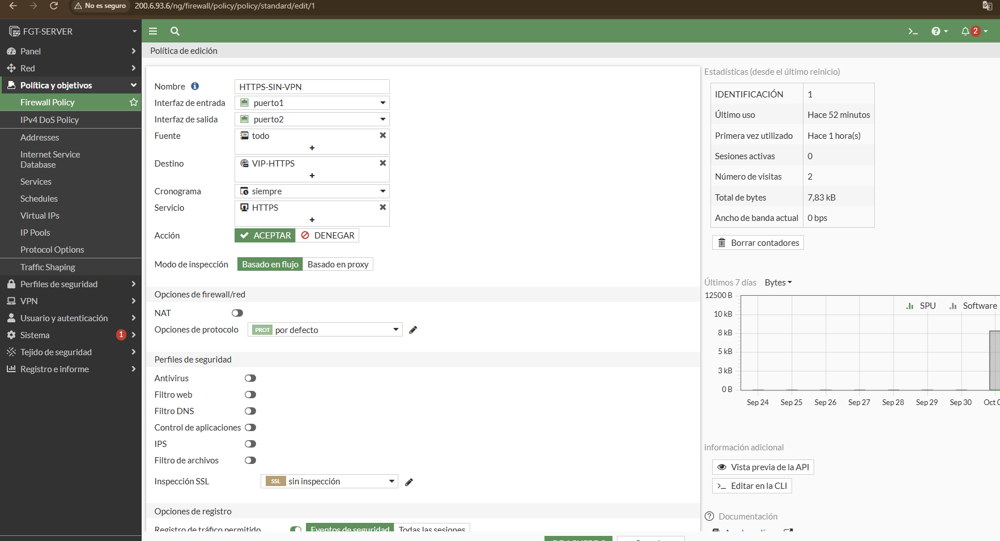 No es seguro
200.6.93.6/ng/firewall/policy/policy/standard/edit/1
FGT-SERVER
2
Panel
Red
Política y objetivos
Firewall Policy
IPv4 DoS Policy
Addresses
Internet Service
Database
Services
Schedules
Virtual IPs
IP Pools
Protocol Options
Traffic Shaping
Perfiles de seguridad
VPN
Usuario y autenticación
Sistema 1
Tejido de seguridad
Registro e informe
Política de edición
Nombre HTTPS-SIN-VPN
Interfaz de entrada puerto1
Interfaz de salida puerto2
Fuente todo
+
Destino VIP-HTTPS
+
Cronograma siempre
Servicio HTTPS
+
Acción ACEPTAR DENEGAR
Modo de inspección Basado en flujo Basado en proxy
Opciones de firewall/red
NAT
Opciones de protocolo PROT por defecto
Perfiles de seguridad
Antivirus
Filtro web
Filtro DNS
Control de aplicaciones
IPS
Filtro de archivos
Inspección SSL SSL sin inspección
Opciones de registro
Registro de tráfico permitido Eventos de seguridad Todas las sesiones
Estadísticas (desde el último reinicio)
IDENTIFICACIÓN 1
Último uso Hace 52 minutos
Primera vez utilizado Hace 1 hora(s)
Sesiones activas 0
Número de visitas 2
Total de bytes 7,83 kB
Ancho de banda actual 0 bps
Borrar contadores
Últimos 7 días Bytes
12500 B
10 kB
8 kB
5 kB
3 kB
0 B
SPU Software
Sep 24 Sep 25 Sep 26 Sep 27 Sep 28 Sep 29 Sep 30 Oct
información adicional
Vista previa de la API
Editar en la CLI
Documentación